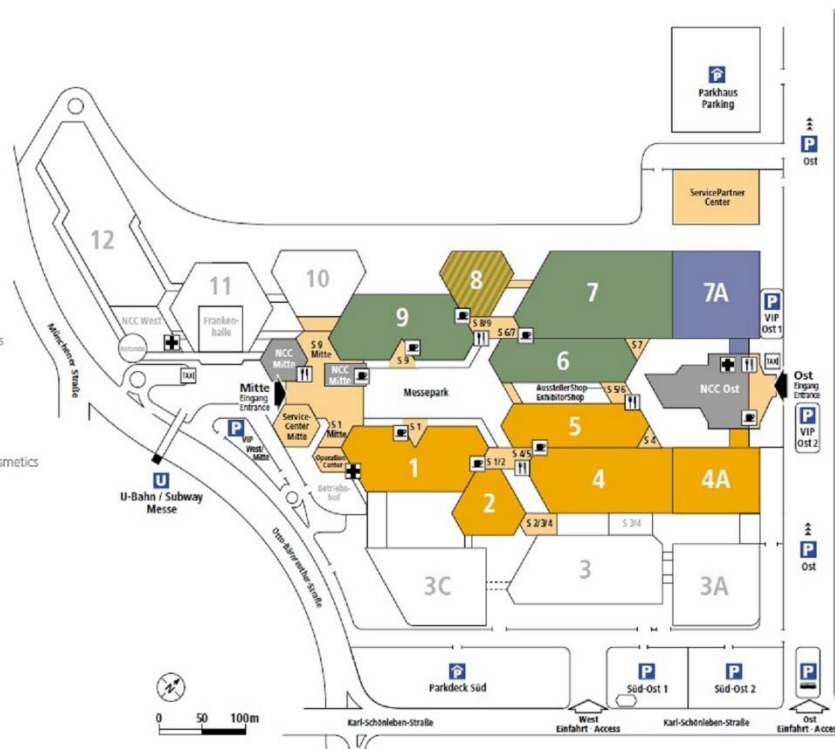 P
Parkhaus
Parking
P
Ost
ServicePartner
Center
12
11
10
8
7
7A
NCC West
Franken-
halle
9
S 9
Mitte
S 8/9
S 6/7
S 7
P
VIP
Ost 1
s
Münchener Straße
NCC
Mitte
NCC
Mitte
S 9
6
TAXI
TAXI
Mitte
Eingang
Entrance
Messepark
AusstellerShop
ExhibitorShop
S 5/6
NCC Ost
Ost
Eingang
Entrance
Service-
Center
Mitte
S 1
Mitte
S 1
5
S 4
P
VIP
Ost 2
P
VIP
West/
Mitte
smetics
Operation
Center
1
S 1/2
S 4/5
4
4A
U
U-Bahn / Subway
Messe
Betriebs-
hof
2
S 2/3/4
S 3/4
P
Ost
Otto-Bärnreuther-Straße
3C
3
3A
N
P
Parkdeck Süd
P
Süd-Ost 1
P
Süd-Ost 2
P
0 50 100m
Karl-Schönleben-Straße
West
Einfahrt · Access
Karl-Schönleben-Straße
Ost
Einfahrt · Acces